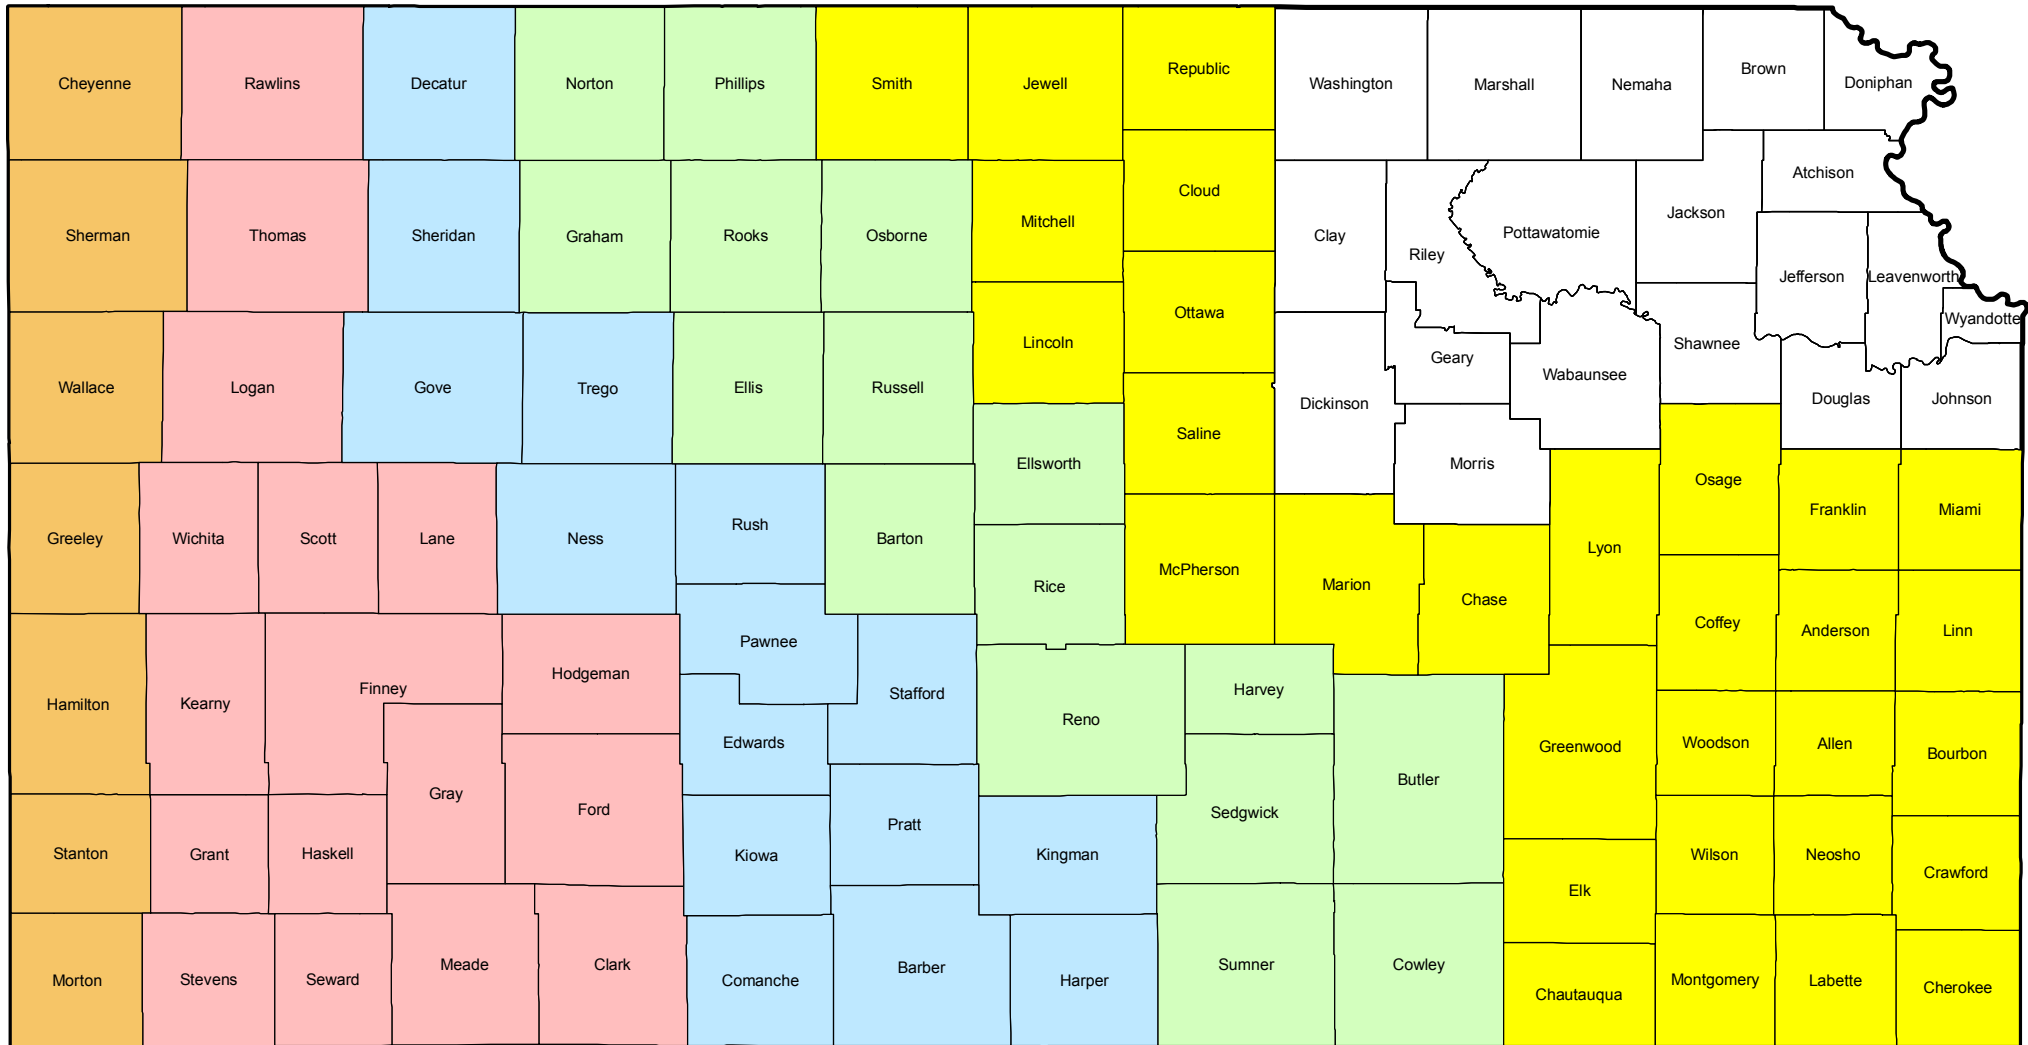 Cheyenne
Rawlins
Decatur
Norton
Phillips
Smith
Jewell
Republic
Washington
Marshall
Nemaha
Brown
Doniphan
Sherman
Thomas
Sheridan
Graham
Rooks
Osborne
Mitchell
Cloud
Clay
Riley
Pottawatomie
Jackson
Atchison
Jefferson
Leavenworth
Wyandotte
Wallace
Logan
Gove
Trego
Ellis
Russell
Lincoln
Ottawa
Saline
Dickinson
Geary
Wabaunsee
Shawnee
Douglas
Johnson
Greeley
Wichita
Scott
Lane
Ness
Rush
Barton
Ellsworth
Rice
McPherson
Marion
Morris
Chase
Lyon
Osage
Franklin
Miami
Hamilton
Kearny
Finney
Hodgeman
Pawnee
Stafford
Edwards
Reno
Harvey
Coffey
Anderson
Linn
Gray
Ford
Pratt
Sedgwick
Butler
Greenwood
Woodson
Allen
Bourbon
Stanton
Grant
Haskell
Kiowa
Kingman
Elk
Wilson
Neosho
Crawford
Morton
Stevens
Seward
Meade
Clark
Comanche
Barber
Harper
Sumner
Cowley
Chautauqua
Montgomery
Labette
Cherokee